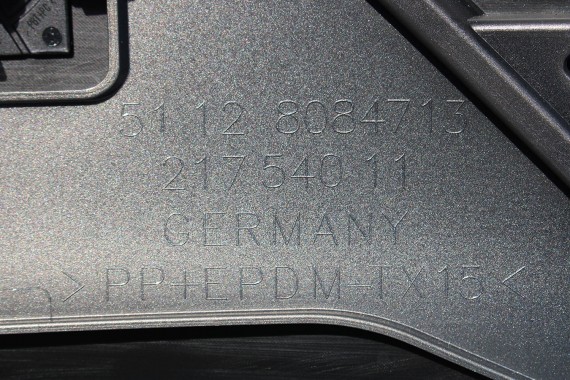 51 12 8084713
217 540 11
GERMANY
>PP+EPDM-TX15<